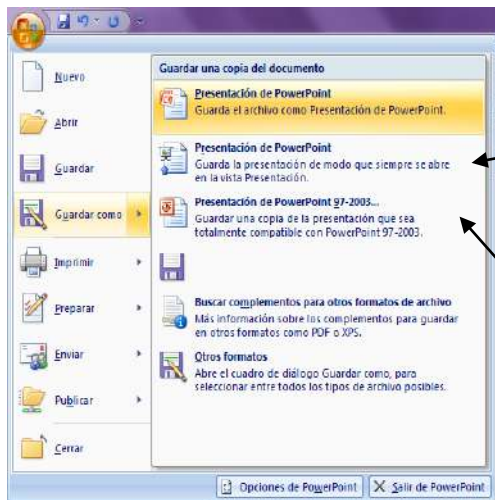 Nuevo
Abrir
Guardar
Guardar como
Imprimir
Preparar
Enviar
Publicar
Cerrar
Guardar una copia del documento
Presentación de PowerPoint
Guarda el archivo como Presentación de PowerPoint.
Presentación de PowerPoint
Guarda la presentación de modo que siempre se abre
en la vista Presentación.
Presentación de PowerPoint 97-2003...
Guardar una copia de la presentación que sea
totalmente compatible con PowerPoint 97-2003.
Buscar complementos para otros formatos de archivo
Más información sobre los complementos para guardar
en otros formatos como PDF o XPS.
Otros formatos
Abre el cuadro de diálogo Guardar como, para
seleccionar entre todos los tipos de archivo posibles.
Opciones de PowerPoint
Salir de PowerPoint